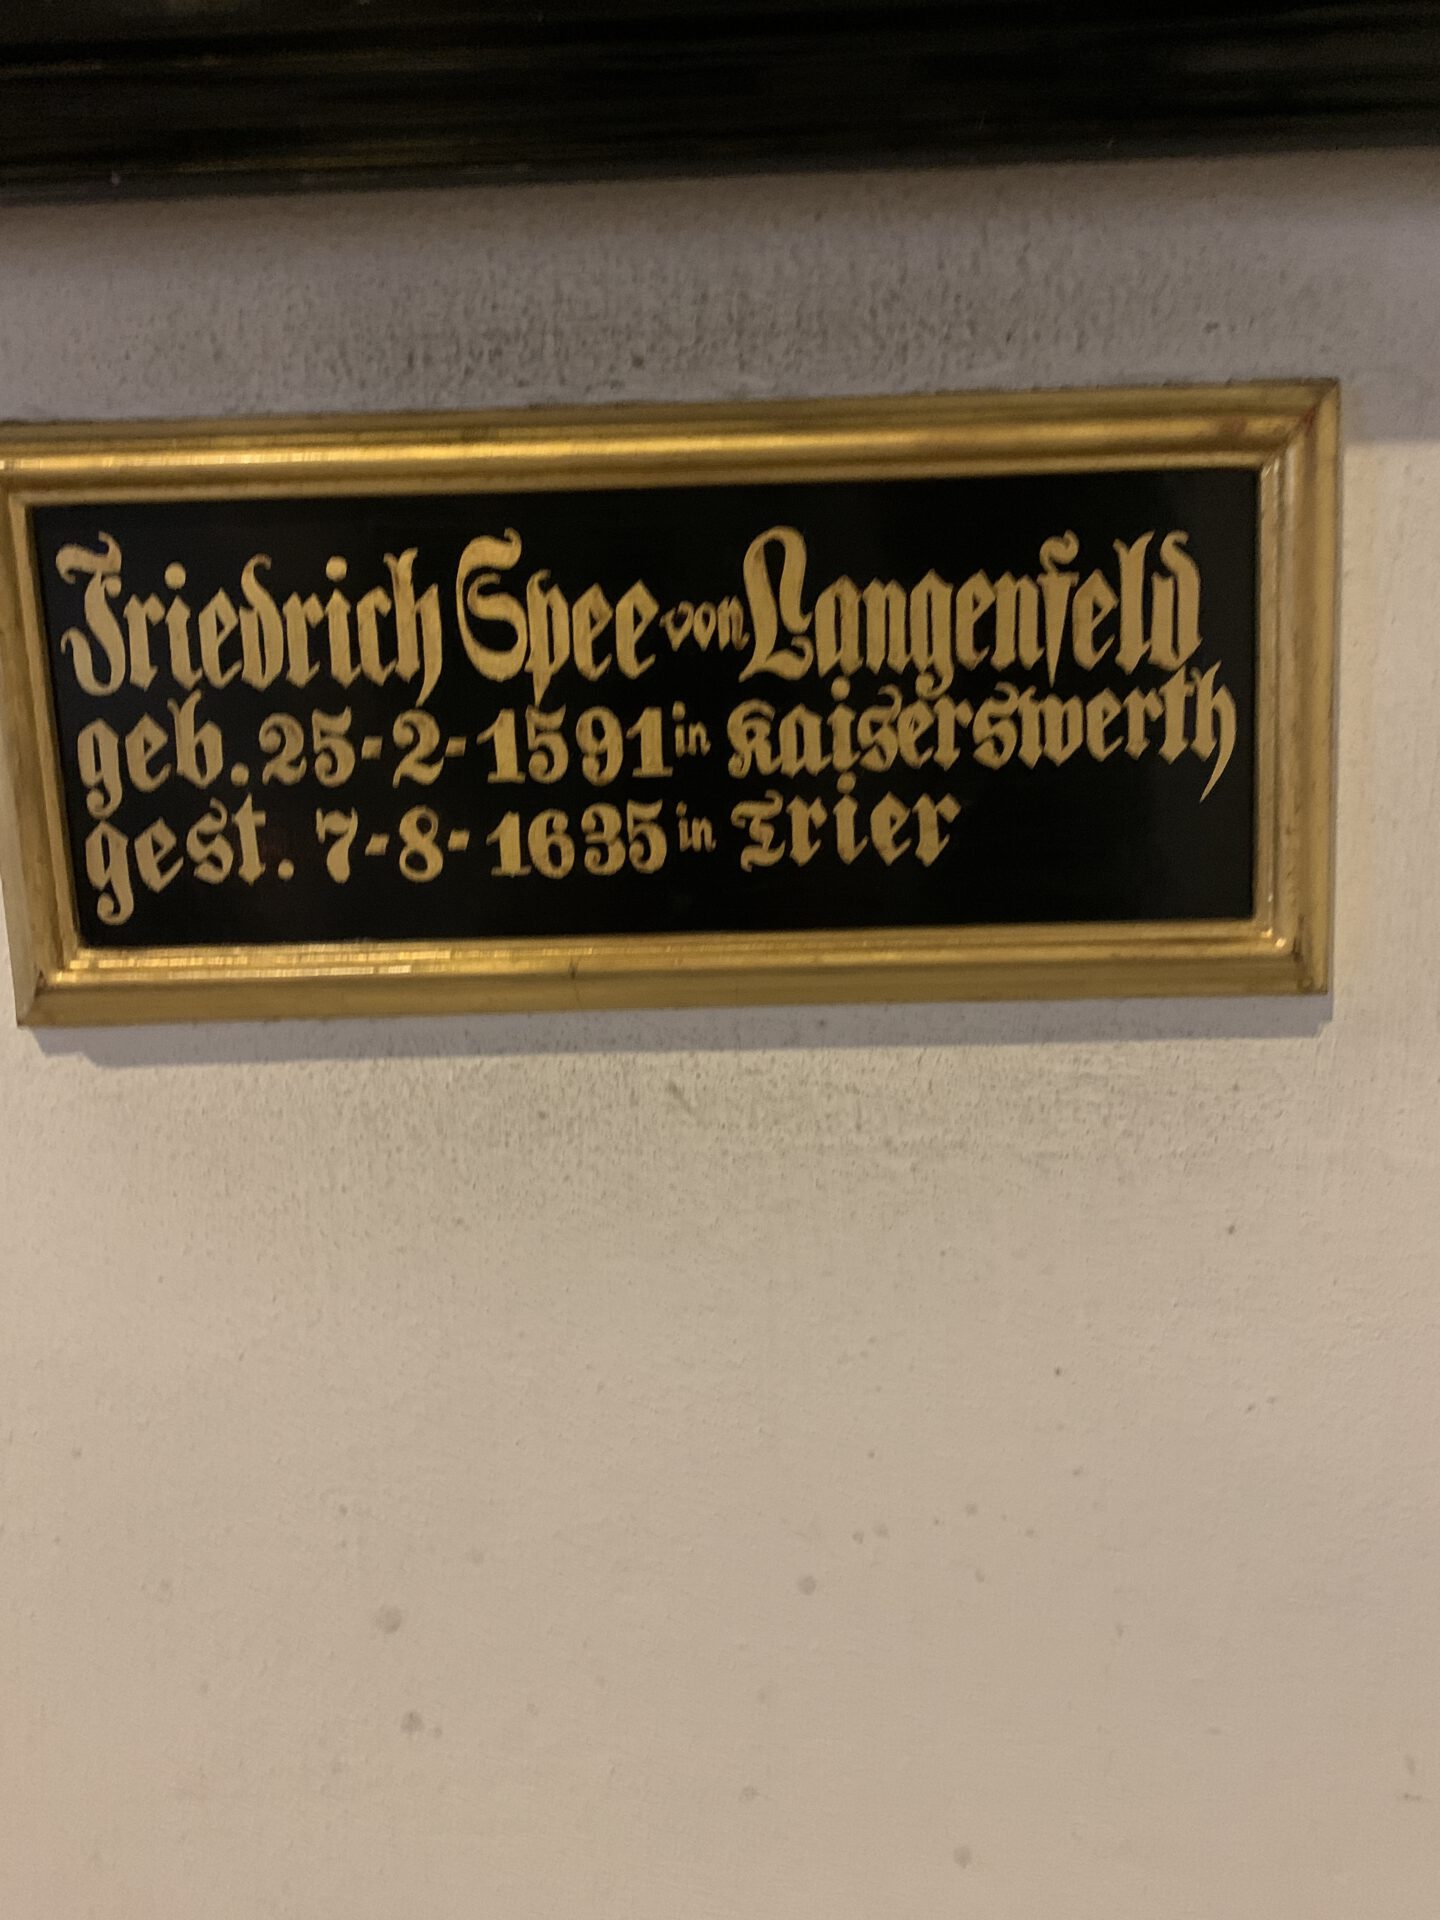 Friedrich Spee von Langenfeld
geb. 25-2-1591 in Kaiserswerth
gest. 7-8-1635 in Trier